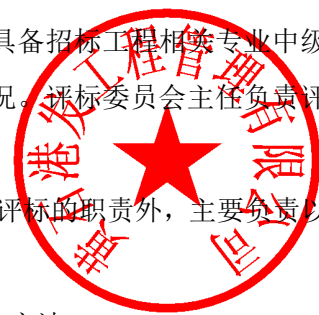 具备招标工程相关专业中级
况。评标委员会主任负责评
评标的职责外，主要负责以
黄石港发工程管理有限公司